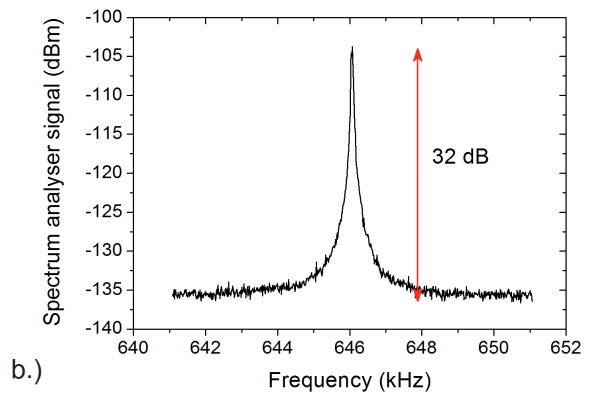 -100
-105
-110
-115
-120
-125
-130
-135
-140
Spectrum analyser signal (dBm)
32 dB
640 642 644 646 648 650 652
Frequency (kHz)
b.)